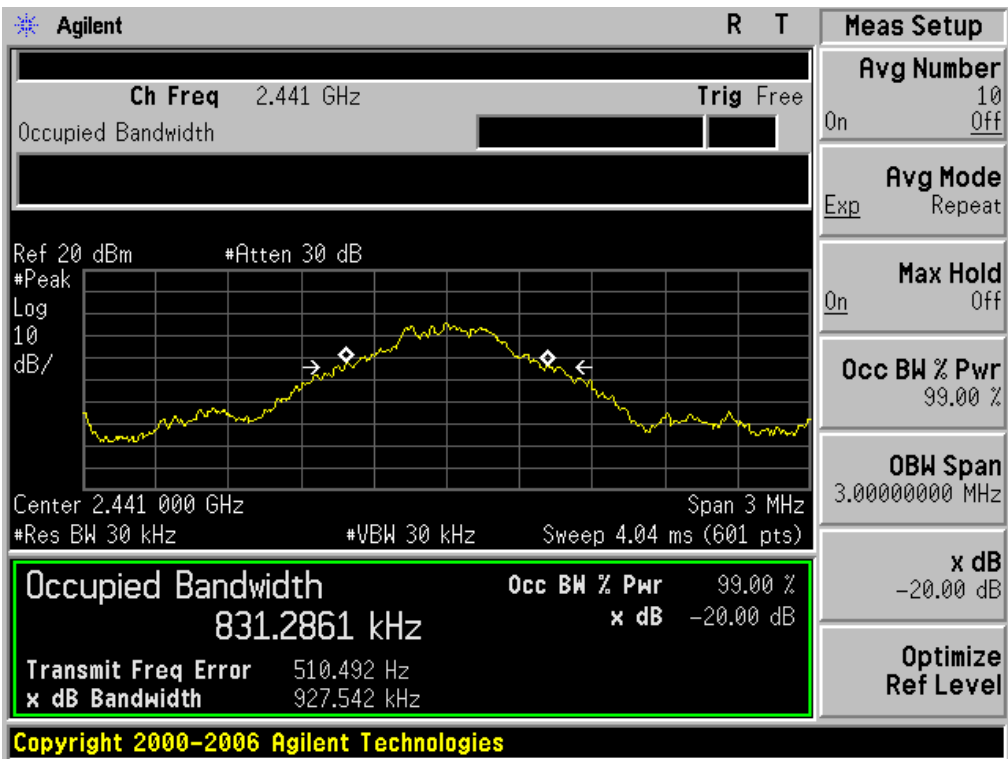 Agilent R T
Ch Freq 2.441 GHz Trig Free
Occupied Bandwidth
Ref 20 dBm #Atten 30 dB
#Peak
Log
10
dB/
Center 2.441 000 GHz Span 3 MHz
#Res BW 30 kHz #VBW 30 kHz Sweep 4.04 ms (601 pts)
Occupied Bandwidth Occ BW % Pwr 99.00 %
831.2861 kHz x dB -20.00 dB
Transmit Freq Error 510.492 Hz
x dB Bandwidth 927.542 kHz
Copyright 2000-2006 Agilent Technologies
Meas Setup
Avg Number
10
On Off
Avg Mode
Exp Repeat
Max Hold
On Off
Occ BW % Pwr
99.00 %
OBW Span
3.00000000 MHz
x dB
-20.00 dB
Optimize
Ref Level